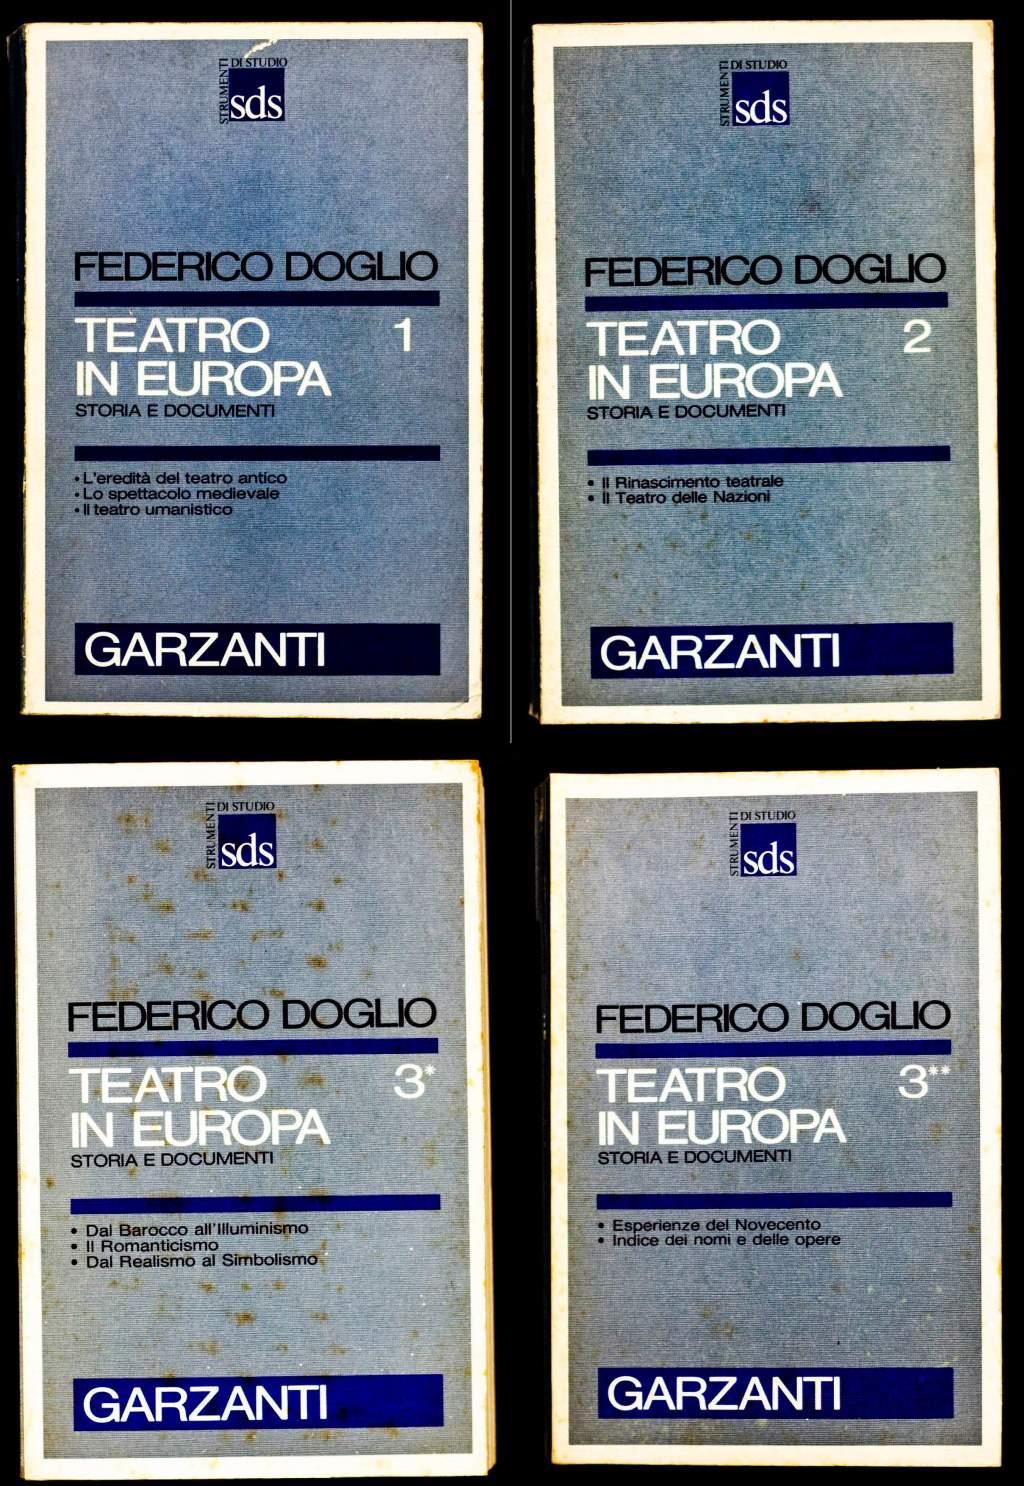 STRUMENTI
DI STUDIO
sds
FEDERICO DOGLIO
TEATRO 1
IN EUROPA
STORIA E DOCUMENTI
• L'eredità del teatro antico
• Lo spettacolo medievale
• Il teatro umanistico
GARZANTI
STRUMENTI
DI STUDIO
sds
FEDERICO DOGLIO
TEATRO 2
IN EUROPA
STORIA E DOCUMENTI
• Il Rinascimento teatrale
• Il Teatro delle Nazioni
GARZANTI
STRUMENTI
DI STUDIO
sds
FEDERICO DOGLIO
TEATRO 3*
IN EUROPA
STORIA E DOCUMENTI
• Dal Barocco all'Illuminismo
• Il Romanticismo
• Dal Realismo al Simbolismo
GARZANTI
STRUMENTI
DI STUDIO
sds
FEDERICO DOGLIO
TEATRO 3**
IN EUROPA
STORIA E DOCUMENTI
• Esperienze del Novecento
• Indice dei nomi e delle opere
GARZANTI